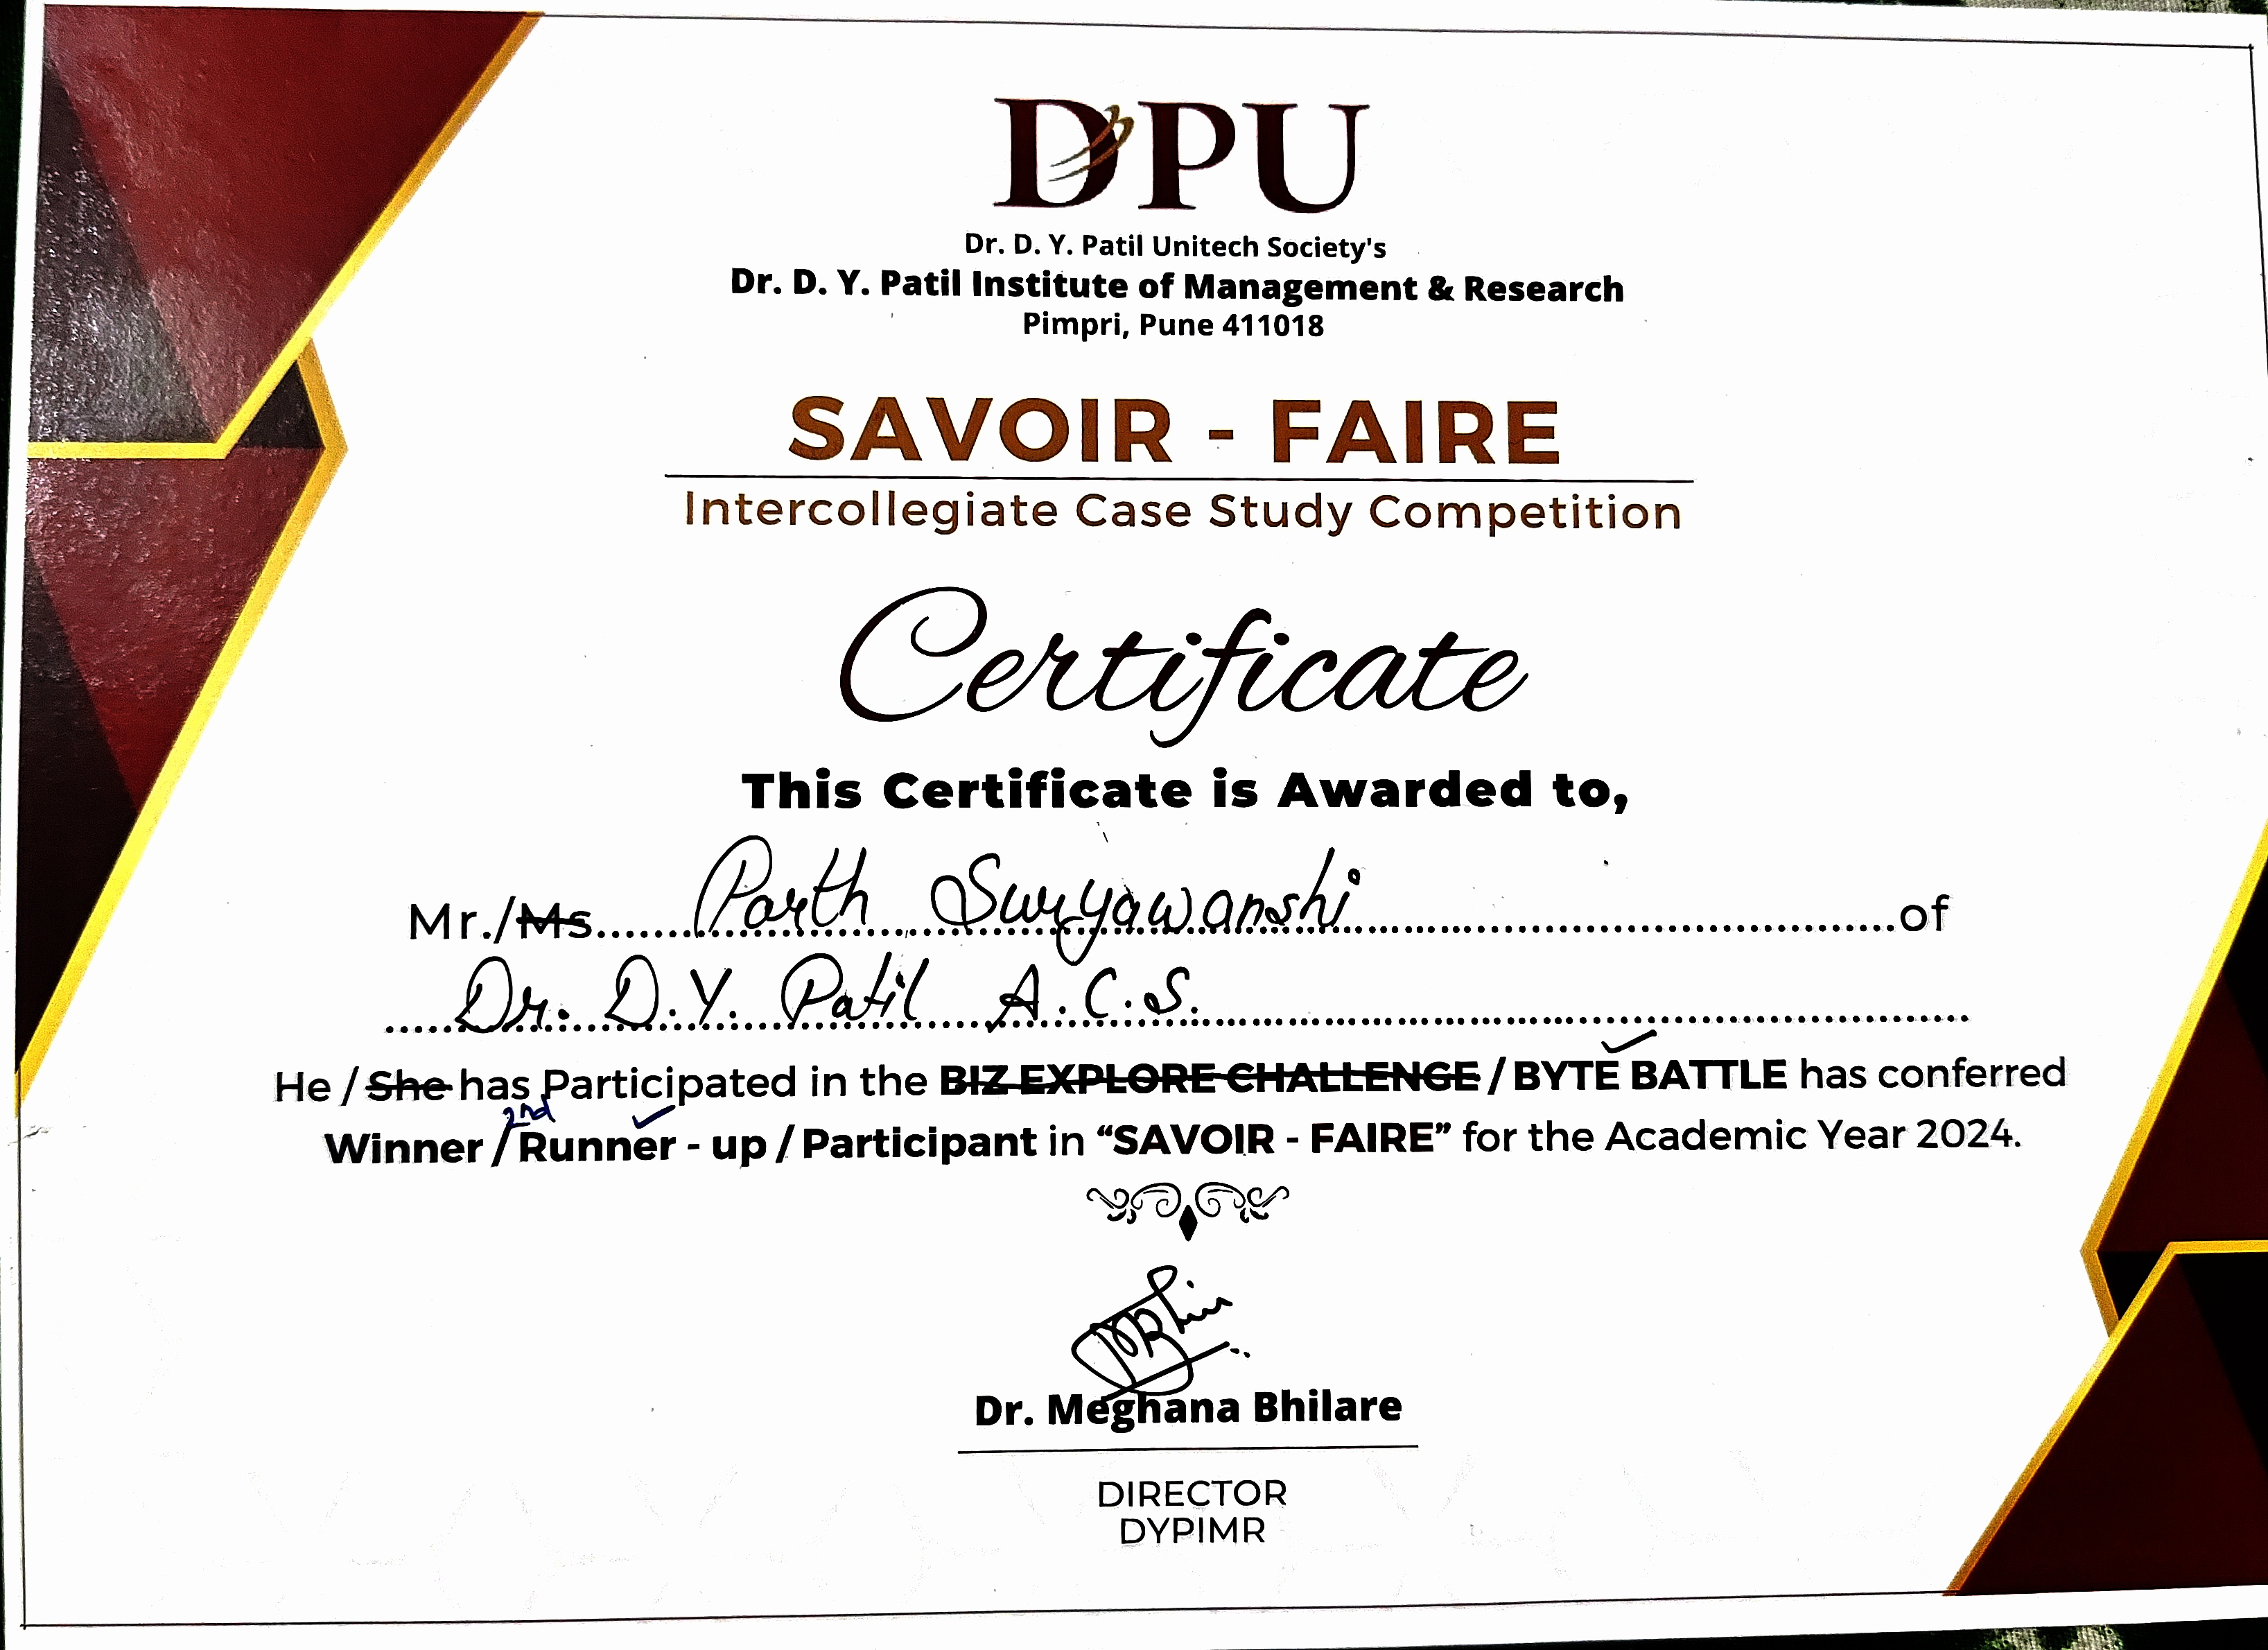 DPU
Dr. D. Y. Patil Unitech Society's
Dr. D. Y. Patil Institute of Management & Research
Pimpri, Pune 411018
SAVOIR - FAIRE
Intercollegiate Case Study Competition
Certificate
This Certificate is Awarded to,
Mr./Ms. Parth Suryawanshi of
Dr. D.Y. Patil A.C.S.
He / She has Participated in the BIZ EXPLORE CHALLENGE / BYTE BATTLE has conferred
2nd
Winner / Runner - up / Participant in “SAVOIR - FAIRE” for the Academic Year 2024.
Dr. Meghana Bhilare
DIRECTOR
DYPIMR